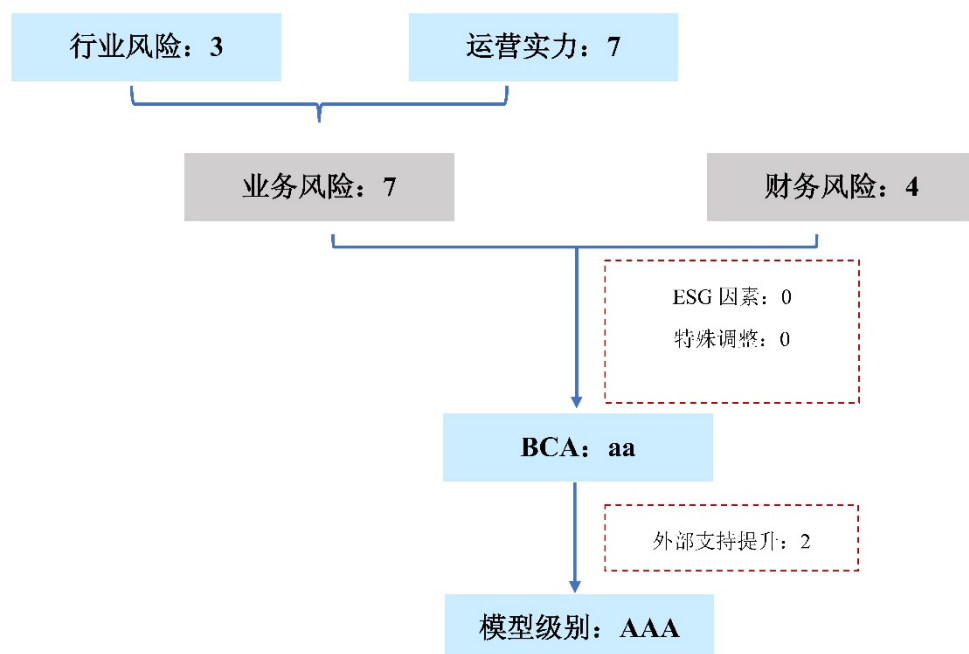 行业风险：3
运营实力：7
业务风险：7
财务风险：4
ESG 因素：0
特殊调整：0
BCA：aa
外部支持提升：2
模型级别：AAA